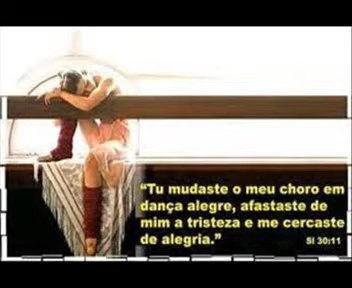 “Tu mudaste o meu choro em
dança alegre, afastaste de
mim a tristeza e me cercaste
de alegria.” Sl 30:11